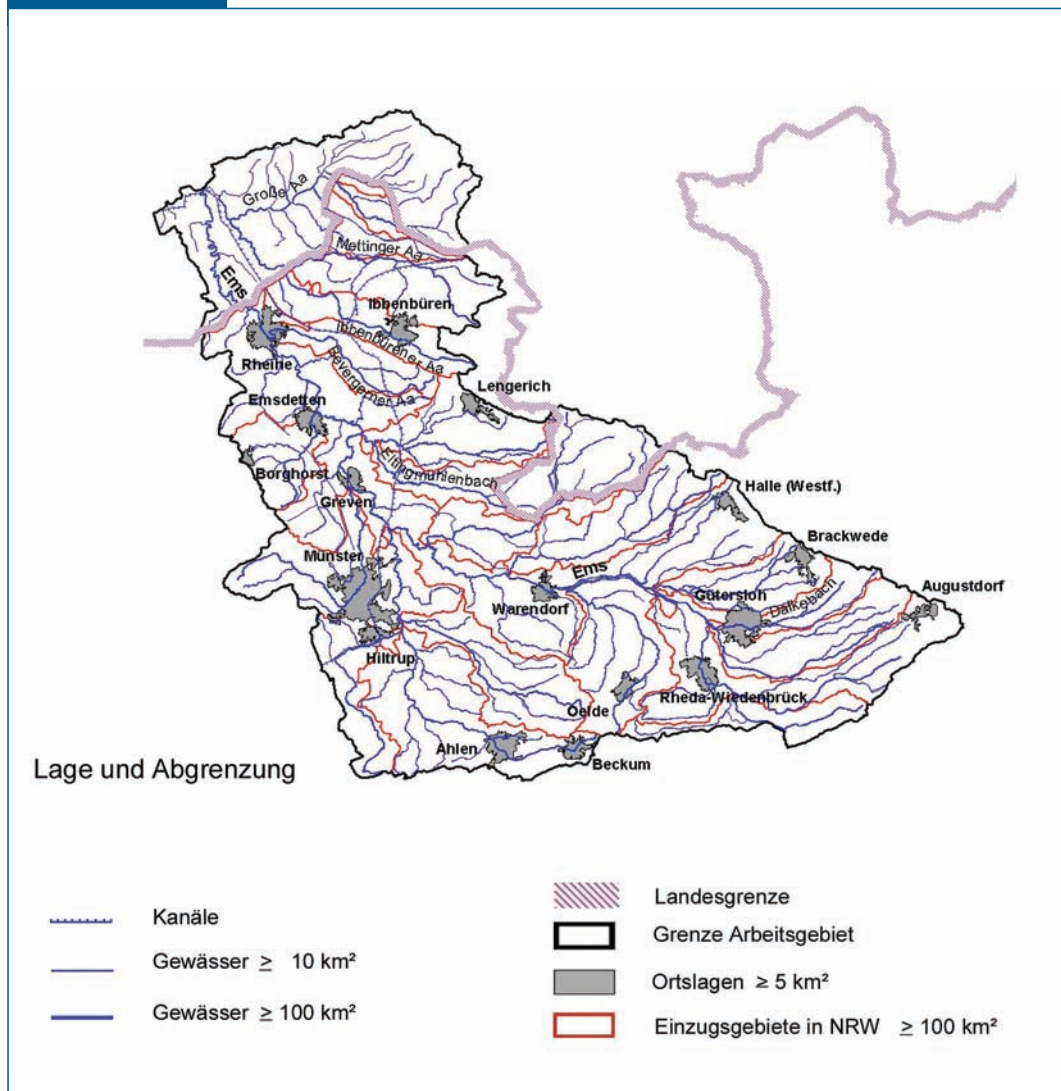 Große Aa
Mettinger Aa
Ems
Ibbenbüren
Ibbenbürener Aa
Rheine
Bevergerner Aa
Lengerich
Emsdetten
Eltingmühlenbach
Borghorst
Greven
Halle (Westf.)
Brackwede
Münster
Ems
Augustdorf
Gütersloh
Dalkebach
Warendorf
Hiltrup
Rheda-Wiedenbrück
Oelde
Ahlen
Beckum
Lage und Abgrenzung
Kanäle
Gewässer ≥ 10 km²
Gewässer ≥ 100 km²
Landesgrenze
Grenze Arbeitsgebiet
Ortslagen ≥ 5 km²
Einzugsgebiete in NRW ≥ 100 km²